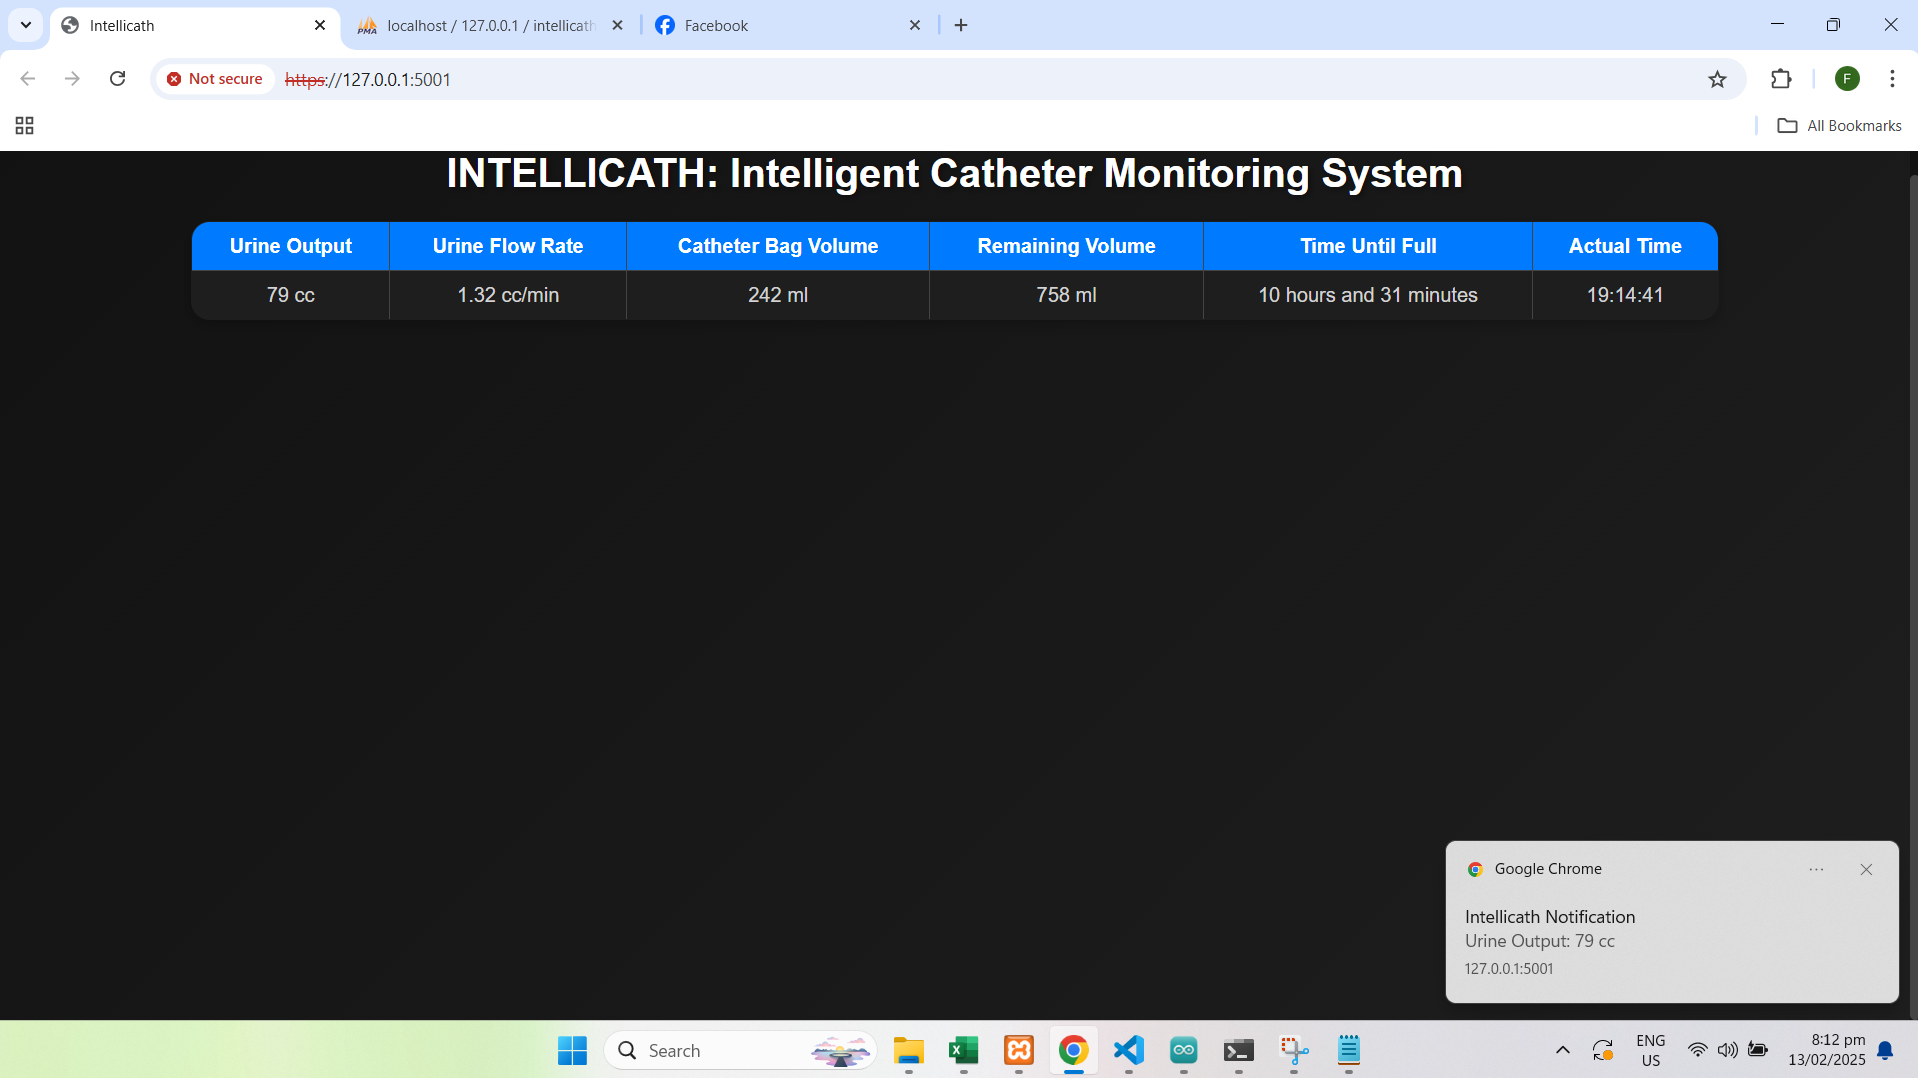 Intellicath
localhost / 127.0.0.1 / intellicath
Facebook
Not secure
https://127.0.0.1:5001
F
All Bookmarks
INTELLICATH: Intelligent Catheter Monitoring System
Urine Output Urine Flow Rate Catheter Bag Volume Remaining Volume Time Until Full Actual Time
79 cc 1.32 cc/min 242 ml 758 ml 10 hours and 31 minutes 19:14:41
Google Chrome
Intellicath Notification
Urine Output: 79 cc
127.0.0.1:5001
Search
ENG
US
8:12 pm
13/02/2025
PMA